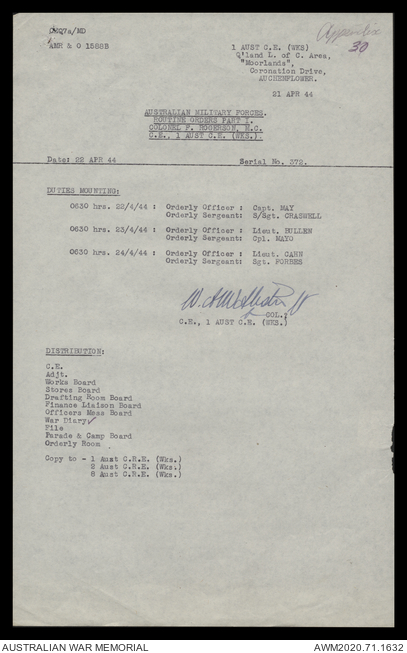 Appendix
30
AMR & O 1588B
1 AUST C.E. (WKS)
Q'land L. of C. Area,
"Moorlands",
Coronation Drive,
AUCHENFLOWER.
21 APR 44
AUSTRALIAN MILITARY FORCES.
ROUTINE ORDERS PART I.
COLONEL F. ROGERSON, M.C.
C.E., 1 AUST C.E. (WKS.)
Date: 22 APR 44 Serial No. 372.
DUTIES MOUNTING:
0630 hrs. 22/4/44 : Orderly Officer : Capt. MAY
Orderly Sergeant: S/Sgt. CRASWELL
0630 hrs. 23/4/44 : Orderly Officer : Lieut. BULLEN
Orderly Sergeant: Cpl. MAYO
0630 hrs. 24/4/44 : Orderly Officer : Lieut. CAHN
Orderly Sergeant: Sgt. FORBES
COL.
C.E., 1 AUST C.E. (WKS.)
DISTRIBUTION:
C.E.
Adjt.
Works Board
Stores Board
Drafting Room Board
Finance Liaison Board
Officers Mess Board
War Diary ✓
File
Parade & Camp Board
Orderly Room
Copy to - 1 Aust C.R.E. (Wks.)
2 Aust C.R.E. (Wks.)
8 Aust C.R.E. (Wks.)
AUSTRALIAN WAR MEMORIAL
AWM2020.71.1632